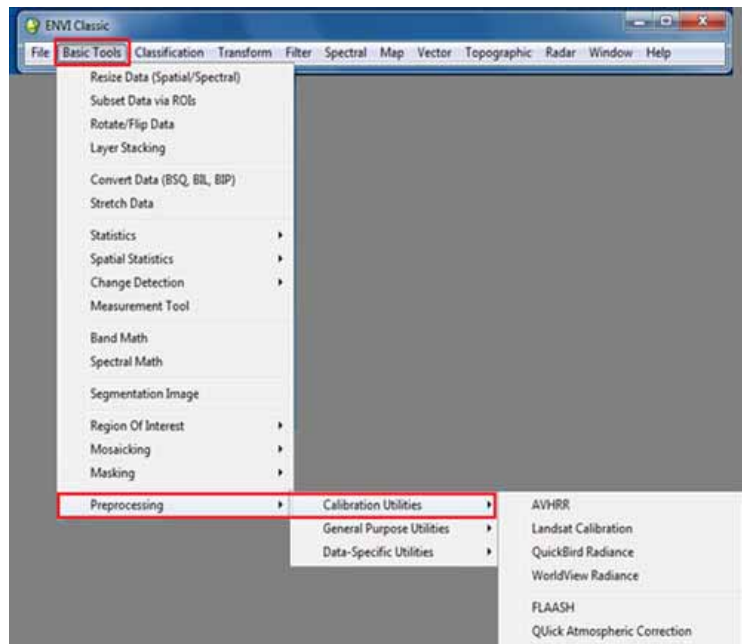 ENVI Classic
File Basic Tools Classification Transform Filter Spectral Map Vector Topographic Radar Window Help
Resize Data (Spatial/Spectral)
Subset Data via ROIs
Rotate/Flip Data
Layer Stacking
Convert Data (BSQ, BIL, BIP)
Stretch Data
Statistics
Spatial Statistics
Change Detection
Measurement Tool
Band Math
Spectral Math
Segmentation Image
Region Of Interest
Mosaicking
Masking
Preprocessing
Calibration Utilities
General Purpose Utilities
Data-Specific Utilities
AVHRR
Landsat Calibration
QuickBird Radiance
WorldView Radiance
FLAASH
QUick Atmospheric Correction